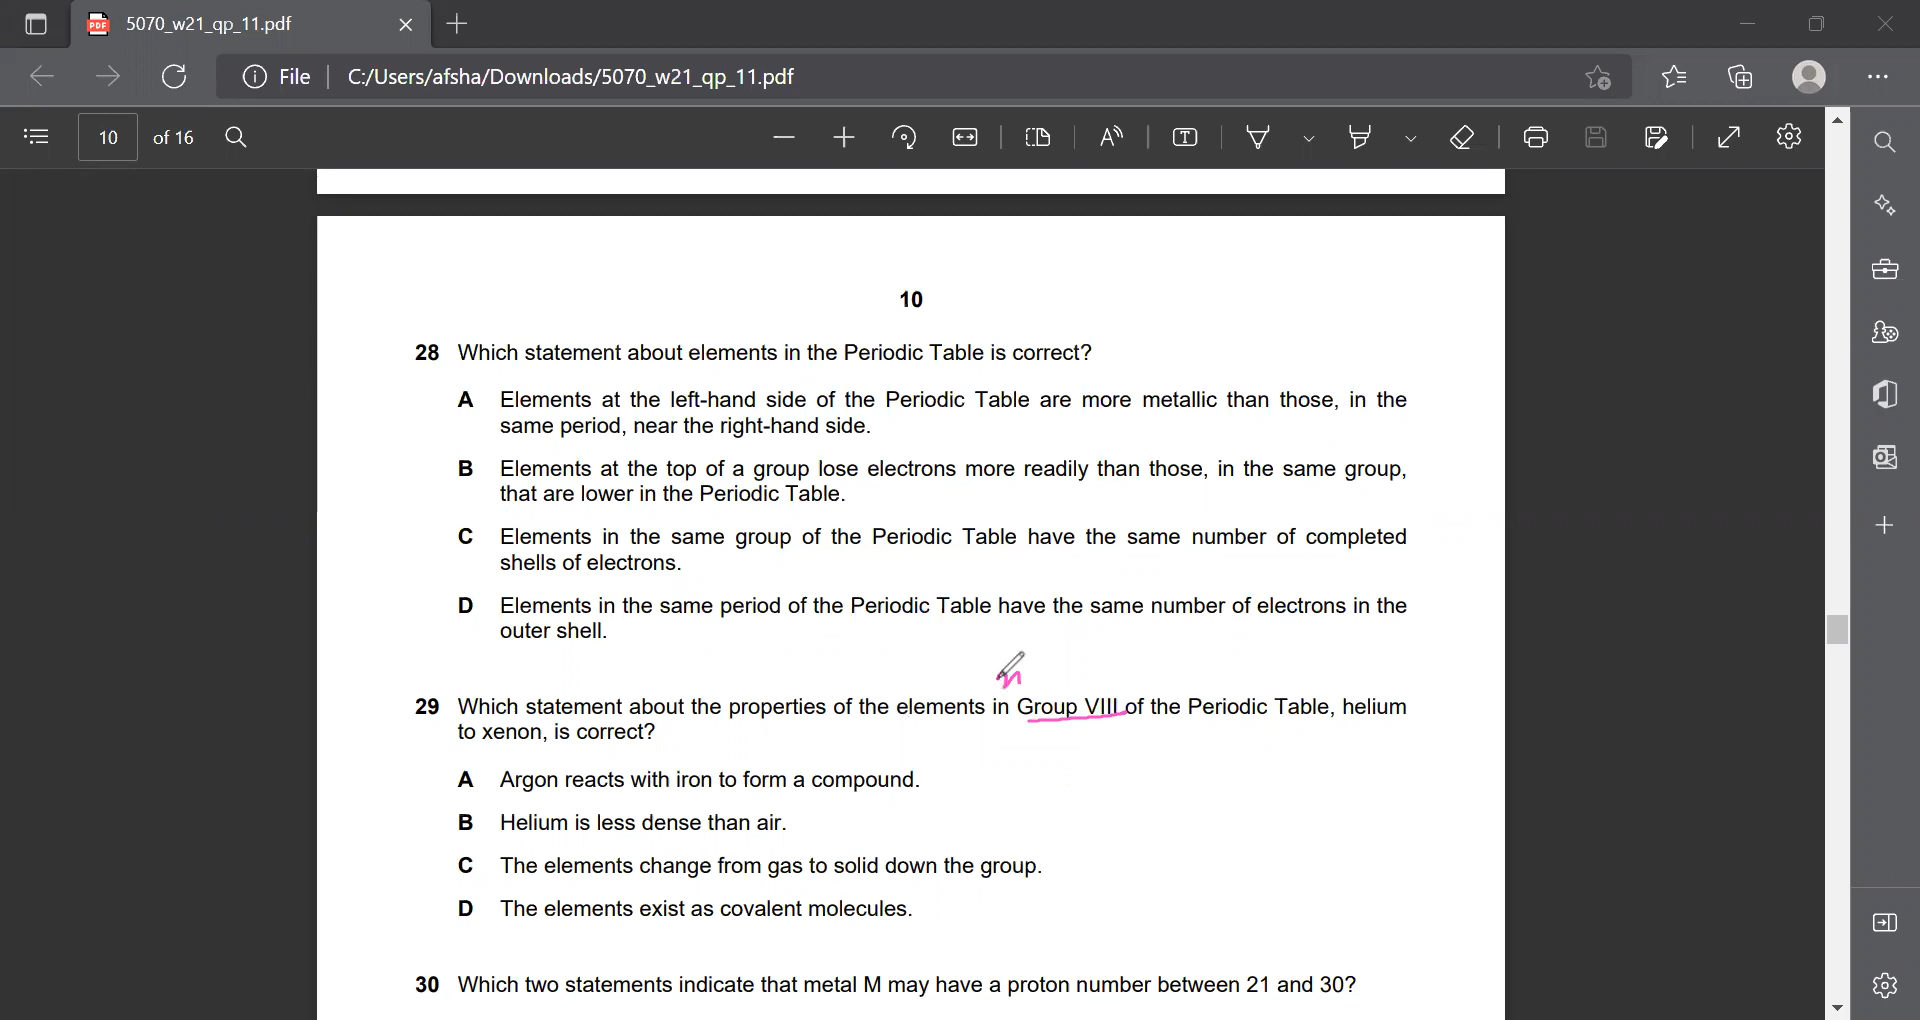 5070_w21_qp_11.pdf
File
C:/Users/afsha/Downloads/5070_w21_qp_11.pdf
10 of 16
10
28 Which statement about elements in the Periodic Table is correct?
A Elements at the left-hand side of the Periodic Table are more metallic than those, in the
same period, near the right-hand side.
B Elements at the top of a group lose electrons more readily than those, in the same group,
that are lower in the Periodic Table.
C Elements in the same group of the Periodic Table have the same number of completed
shells of electrons.
D Elements in the same period of the Periodic Table have the same number of electrons in the
outer shell.
29 Which statement about the properties of the elements in Group VIII of the Periodic Table, helium
to xenon, is correct?
A Argon reacts with iron to form a compound.
B Helium is less dense than air.
C The elements change from gas to solid down the group.
D The elements exist as covalent molecules.
30 Which two statements indicate that metal M may have a proton number between 21 and 30?